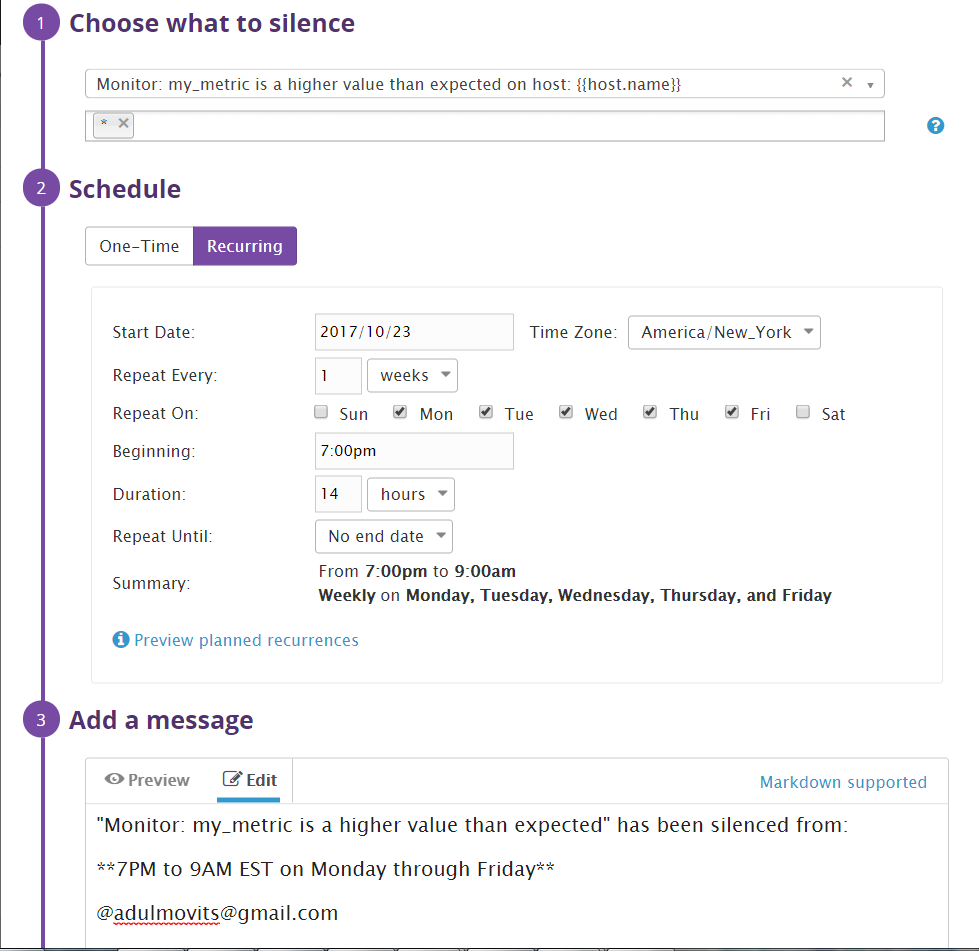 1 Choose what to silence
Monitor: my_metric is a higher value than expected on host: {{host.name}} × ▾
* × ?
2 Schedule
One-Time Recurring
Start Date: 2017/10/23 Time Zone: America/New_York
Repeat Every: 1 weeks
Repeat On: Sun Mon Tue Wed Thu Fri Sat
Beginning: 7:00pm
Duration: 14 hours
Repeat Until: No end date
Summary: From 7:00pm to 9:00am
Weekly on Monday, Tuesday, Wednesday, Thursday, and Friday
Preview planned recurrences
3 Add a message
Preview Edit Markdown supported
"Monitor: my_metric is a higher value than expected" has been silenced from:
**7PM to 9AM EST on Monday through Friday**
@adulmovits@gmail.com